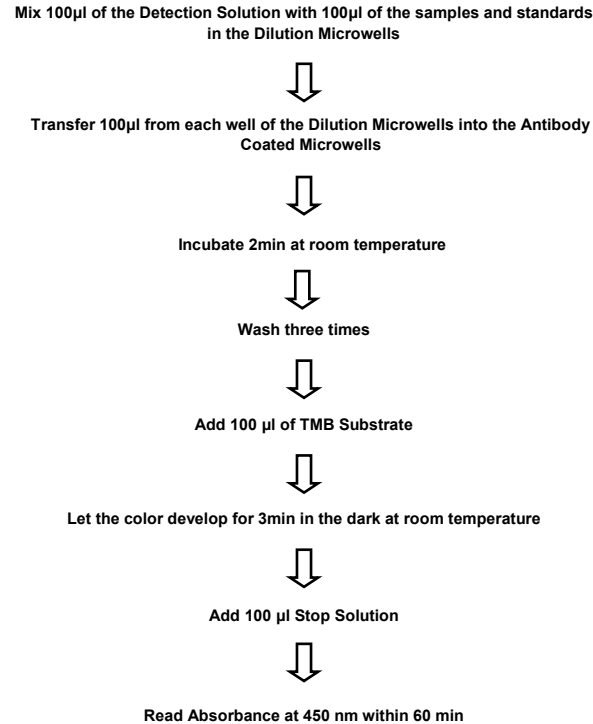 Mix 100µl of the Detection Solution with 100µl of the samples and standards
in the Dilution Microwells
Transfer 100µl from each well of the Dilution Microwells into the Antibody
Coated Microwells
Incubate 2min at room temperature
Wash three times
Add 100 µl of TMB Substrate
Let the color develop for 3min in the dark at room temperature
Add 100 µl Stop Solution
Read Absorbance at 450 nm within 60 min